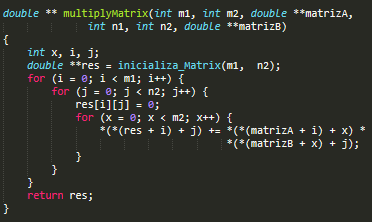 double ** multiplyMatrix(int m1, int m2, double **matrizA,
int n1, int n2, double **matrizB)
{
int x, i, j;
double **res = inicializa_Matrix(m1,  n2);
for (i = 0; i < m1; i++) {
for (j = 0; j < n2; j++) {
res[i][j] = 0;
for (x = 0; x < m2; x++) {
*(*(res + i) + j) += *(*(matrizA + i) + x) *
*(*(matrizB + x) + j);
}
}
}
return res;
}